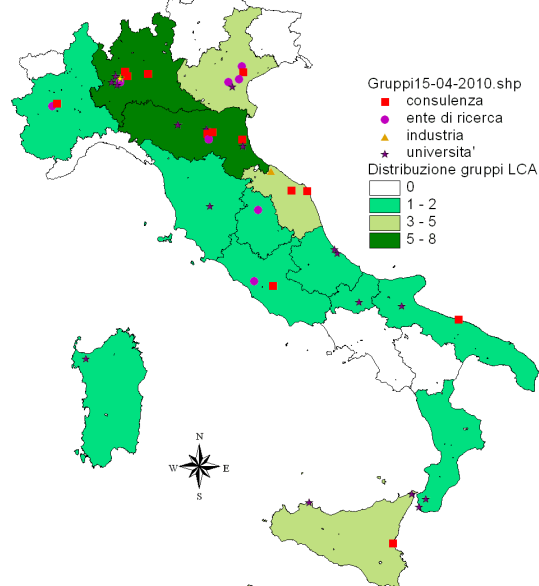 Gruppi15-04-2010.shp
consulenza
ente di ricerca
industria
universita'
Distribuzione gruppi LCA
0
1 - 2
3 - 5
5 - 8
N
W
E
S